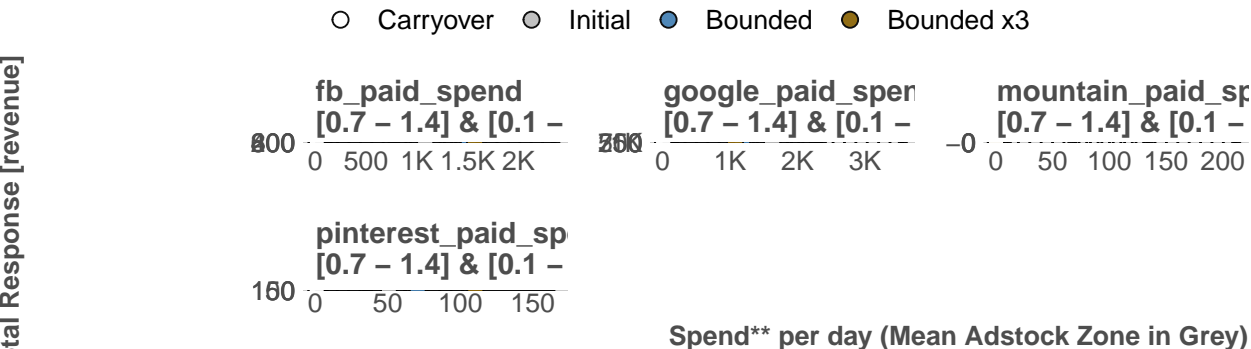 Carryover Initial Bounded Bounded x3
tal Response [revenue]
fb_paid_spend
[0.7 – 1.4] & [0.1 –
0 500 1K 1.5K 2K
google_paid_spen
[0.7 – 1.4] & [0.1 –
0 1K 2K 3K
mountain_paid_sp
[0.7 – 1.4] & [0.1 –
–0
0 50 100 150 200
pinterest_paid_sp
[0.7 – 1.4] & [0.1 –
0 50 100 150
Spend** per day (Mean Adstock Zone in Grey)